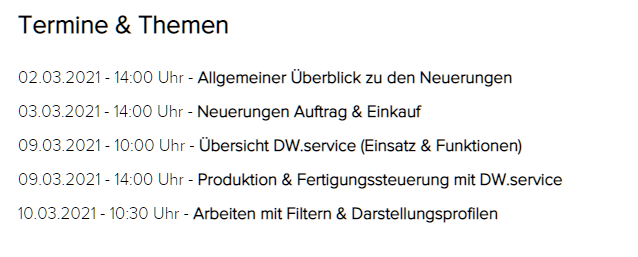 Termine & Themen
02.03.2021 - 14:00 Uhr - Allgemeiner Überblick zu den Neuerungen
03.03.2021 - 14:00 Uhr - Neuerungen Auftrag & Einkauf
09.03.2021 - 10:00 Uhr - Übersicht DW.service (Einsatz & Funktionen)
09.03.2021 - 14:00 Uhr - Produktion & Fertigungssteuerung mit DW.service
10.03.2021 - 10:30 Uhr - Arbeiten mit Filtern & Darstellungsprofilen